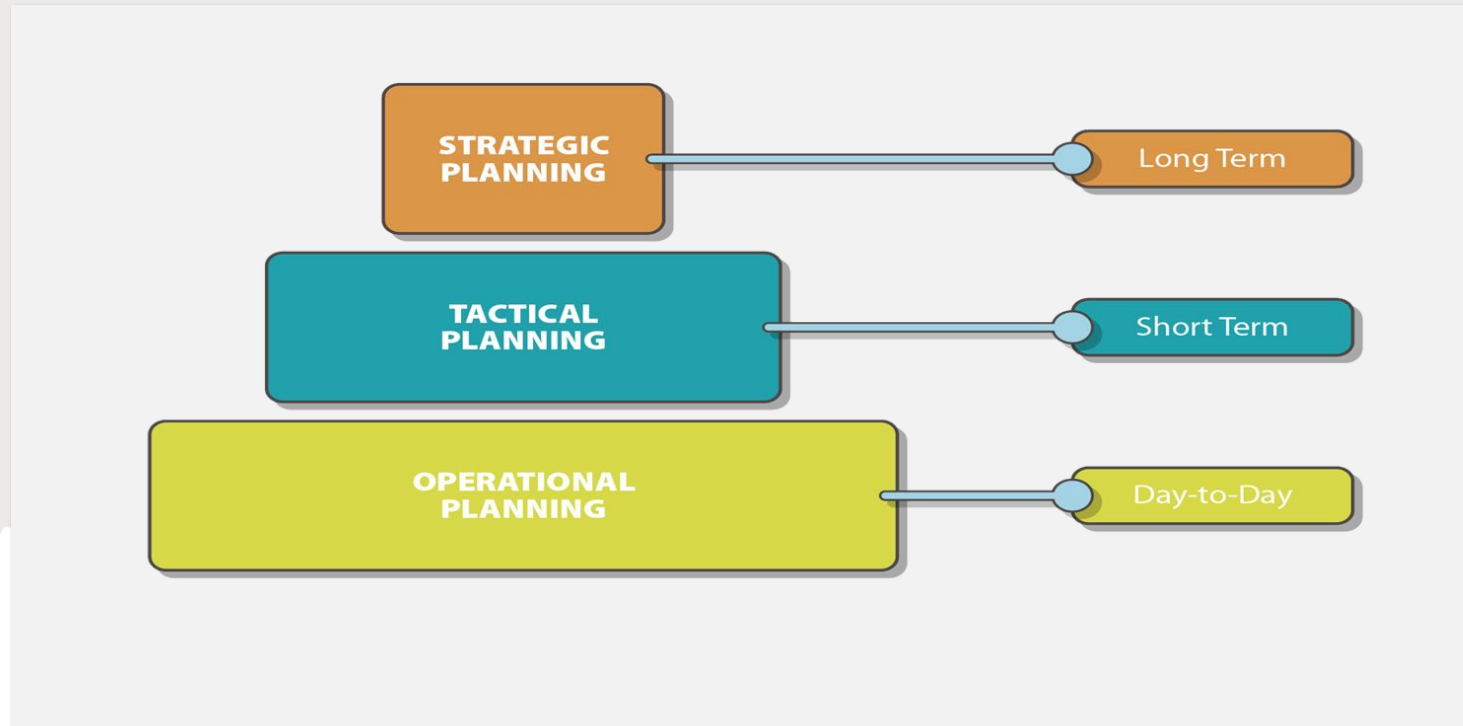 STRATEGIC
PLANNING
Long Term
TACTICAL
PLANNING
Short Term
OPERATIONAL
PLANNING
Day-to-Day